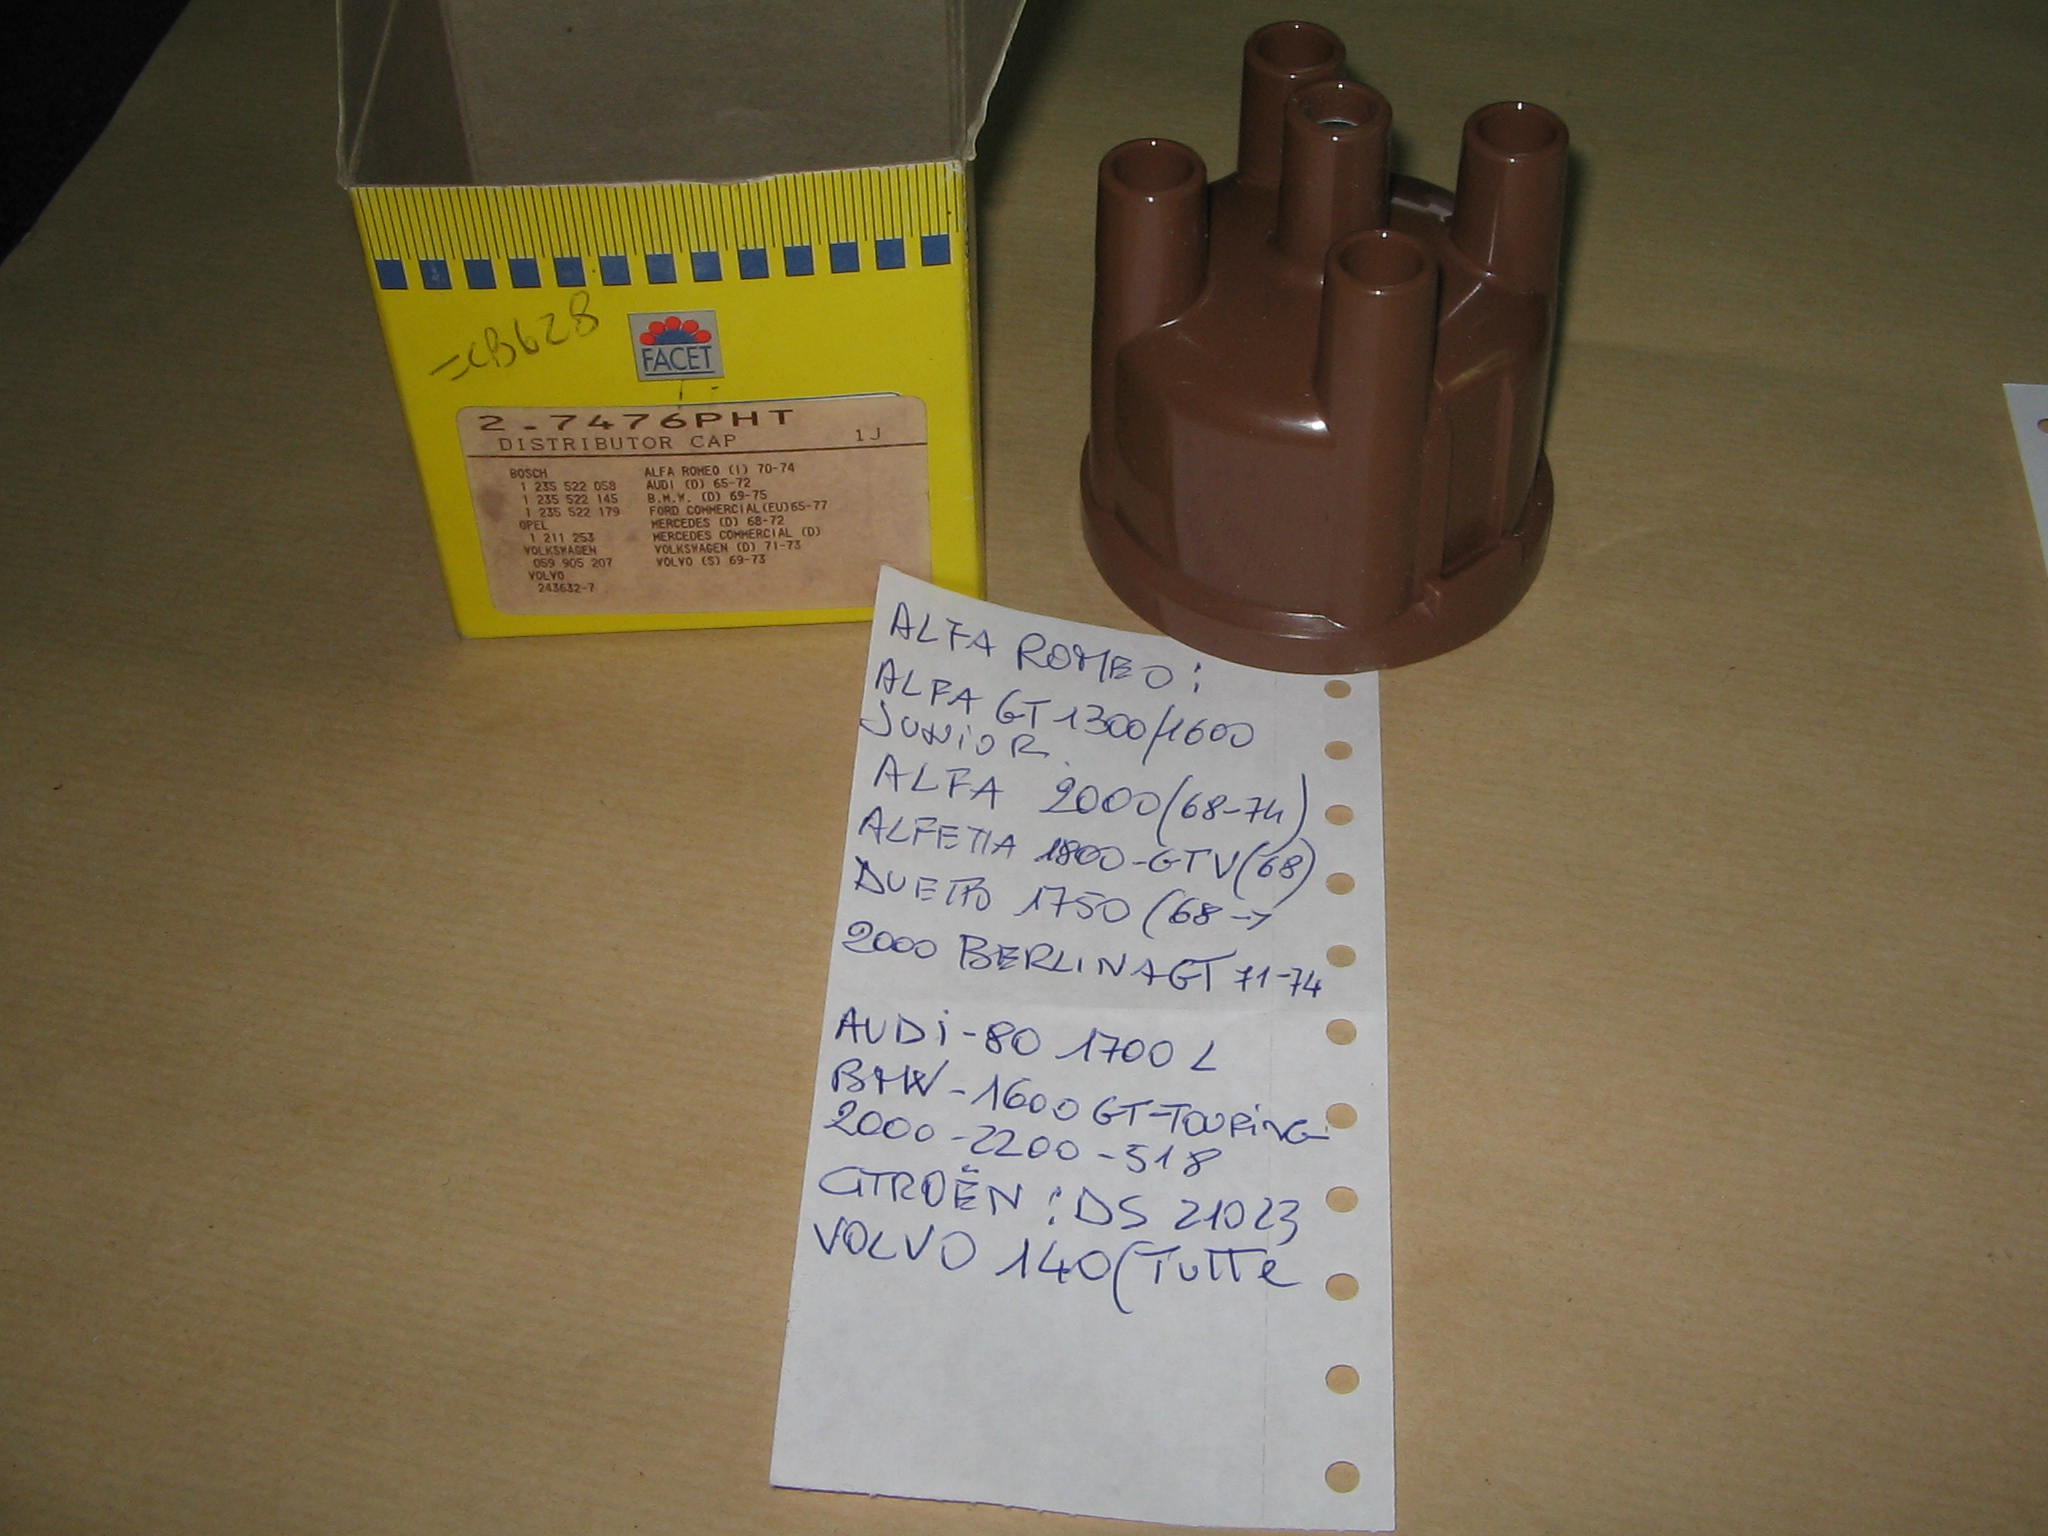 =CB628
FACET
2.7476PHT
DISTRIBUTOR CAP 1J
BOSCH ALFA ROMEO (I) 70-74
1 235 522 058 AUDI (D) 65-72
1 235 522 145 B.M.W. (D) 69-75
1 235 522 179 FORD COMMERCIAL(EU)65-77
OPEL MERCEDES (D) 68-72
1 211 253 MERCEDES COMMERCIAL (D)
VOLKSWAGEN VOLKSWAGEN (D) 71-73
059 905 207 VOLVO (S) 69-73
VOLVO
243632-7
ALFA ROMEO:
ALFA GT 1300/1600
JUNiOR
ALFA 2000(68-74)
ALFETTA 1800-GTV(68)
DUETTO 1750 (68→
2000 BERLINA GT 71-74
AUDi-80 1700 L
BMW-1600 GT-TOURiNG
2000-2200-518
CITROËN: DS 21 D23
VOLVO 140(TUTTe